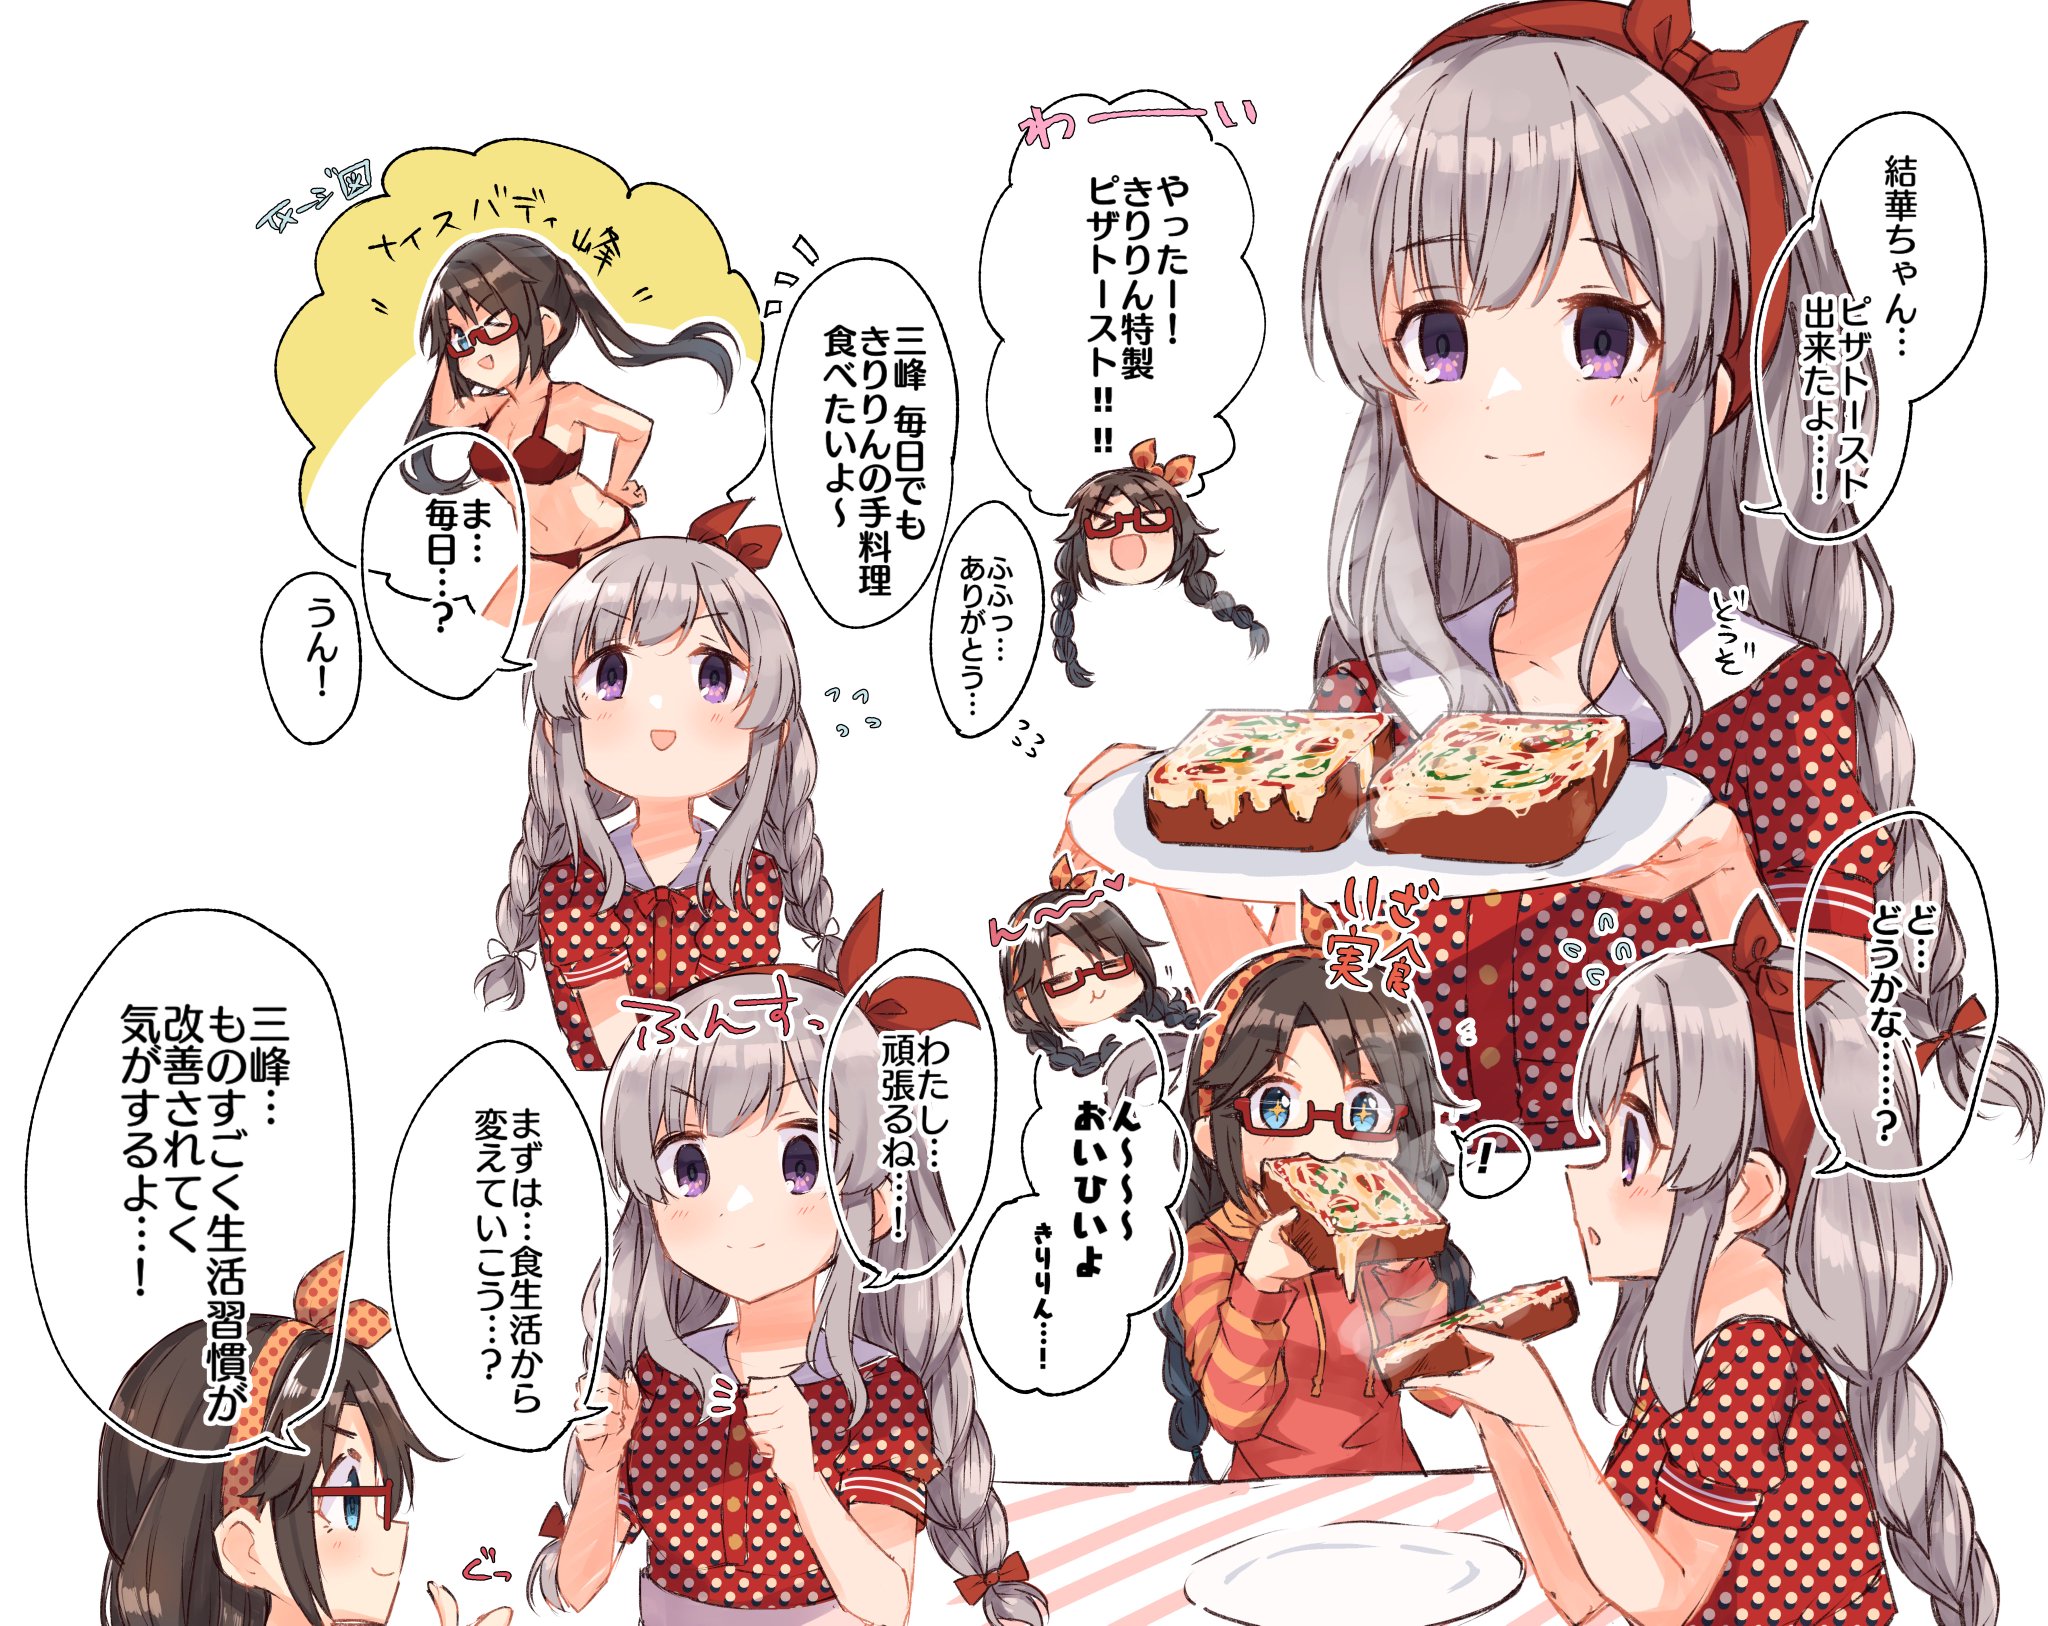 結華ちゃん…
ピザトースト
出来たよ…!
どうぞ
わーい
やったー!
きりりん特製
ピザトースト!!!!
ふふっ…
ありがとう…
ど…
どうかな……?
!
りざ
実食
ん〜〜♡
ん〜〜〜
おいひいよ
きりりん…!
三峰 毎日でも
きりりんの手料理
食べたいよ〜
イメージ図
ナイスバディ峰
ま…
毎日…?
うん!
わたし…
頑張るね…!
ふんすっ
まずは…食生活から
変えていこう…?
三峰…
ものすごく生活習慣が
改善されてく
気がするよ…!
ぐっ